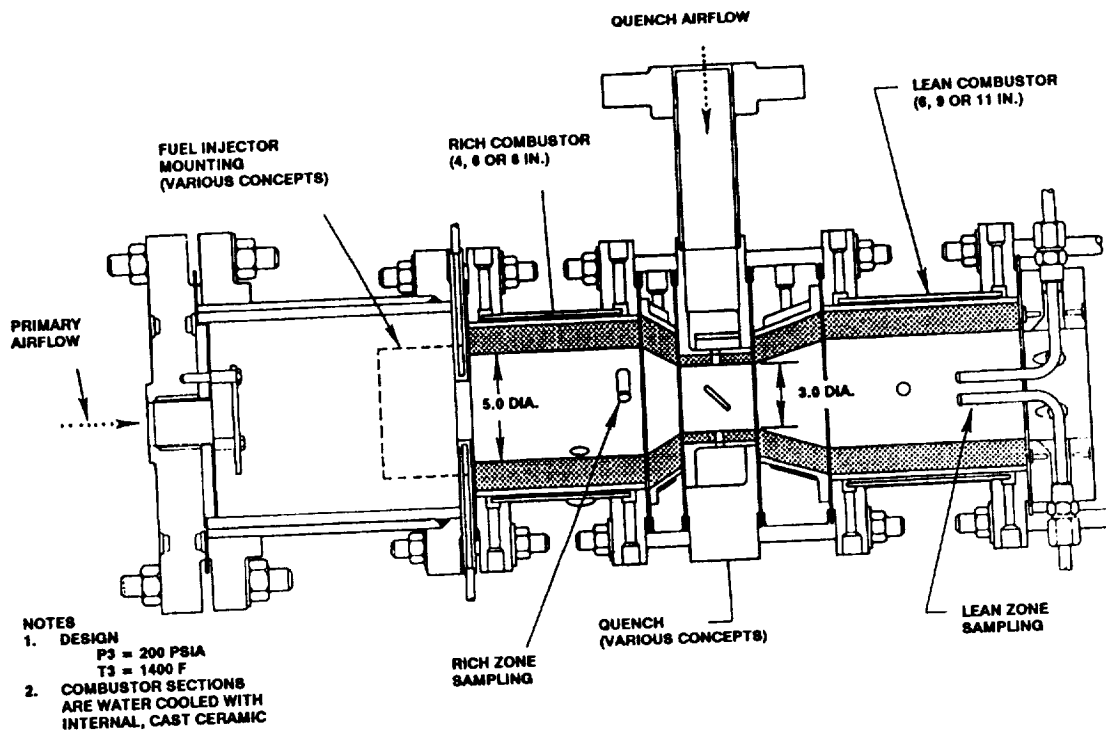 QUENCH AIRFLOW
LEAN COMBUSTOR
(6, 9 OR 11 IN.)
RICH COMBUSTOR
(4, 6 OR 8 IN.)
FUEL INJECTOR
MOUNTING
(VARIOUS CONCEPTS)
PRIMARY
AIRFLOW
5.0 DIA.
3.0 DIA.
QUENCH
(VARIOUS CONCEPTS)
LEAN ZONE
SAMPLING
RICH ZONE
SAMPLING
NOTES
1. DESIGN
P3 = 200 PSIA
T3 = 1400 F
2. COMBUSTOR SECTIONS
ARE WATER COOLED WITH
INTERNAL, CAST CERAMIC